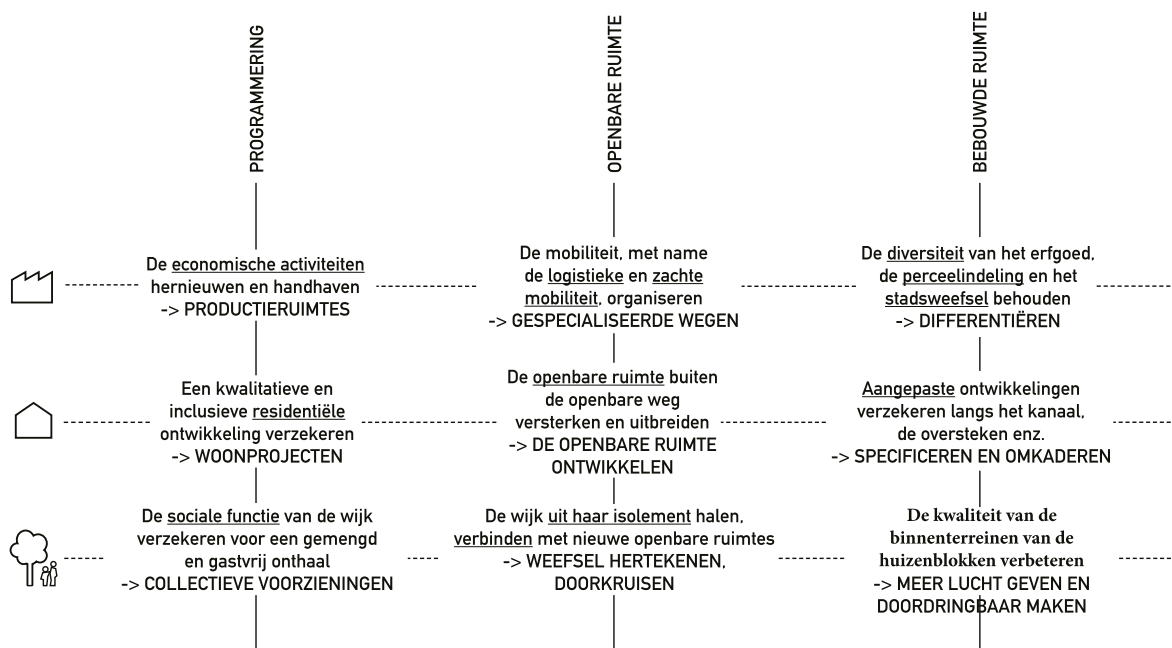 PROGRAMMERING
OPENBARE RUIMTE
BEBOUWDE RUIMTE
De economische activiteiten
hernieuwen en handhaven
-> PRODUCTIERUIMTES
De mobiliteit, met name
de logistieke en zachte
mobiliteit, organiseren
-> GESPECIALISEERDE WEGEN
De diversiteit van het erfgoed,
de perceelindeling en het
stadsweefsel behouden
-> DIFFERENTIËREN
Een kwalitatieve en
inclusieve residentiële
ontwikkeling verzekeren
-> WOONPROJECTEN
De openbare ruimte buiten
de openbare weg
versterken en uitbreiden
-> DE OPENBARE RUIMTE
ONTWIKKELEN
Aangepaste ontwikkelingen
verzekeren langs het kanaal,
de oversteken enz.
-> SPECIFICEREN EN OMKADEREN
De sociale functie van de wijk
verzekeren voor een gemengd
en gastvrij onthaal
-> COLLECTIEVE VOORZIENINGEN
De wijk uit haar isolement halen,
verbinden met nieuwe openbare ruimtes
-> WEEFSEL HERTEKENEN,
DOORKRUISEN
De kwaliteit van de
binnenterreinen van de
huizenblokken verbeteren
-> MEER LUCHT GEVEN EN
DOORDRINGBAAR MAKEN